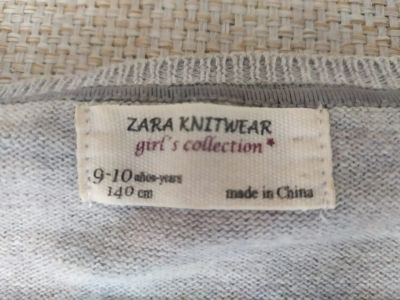 ZARA KNITWEAR
girl's collection*
9-10 años-years
140 cm
made in China